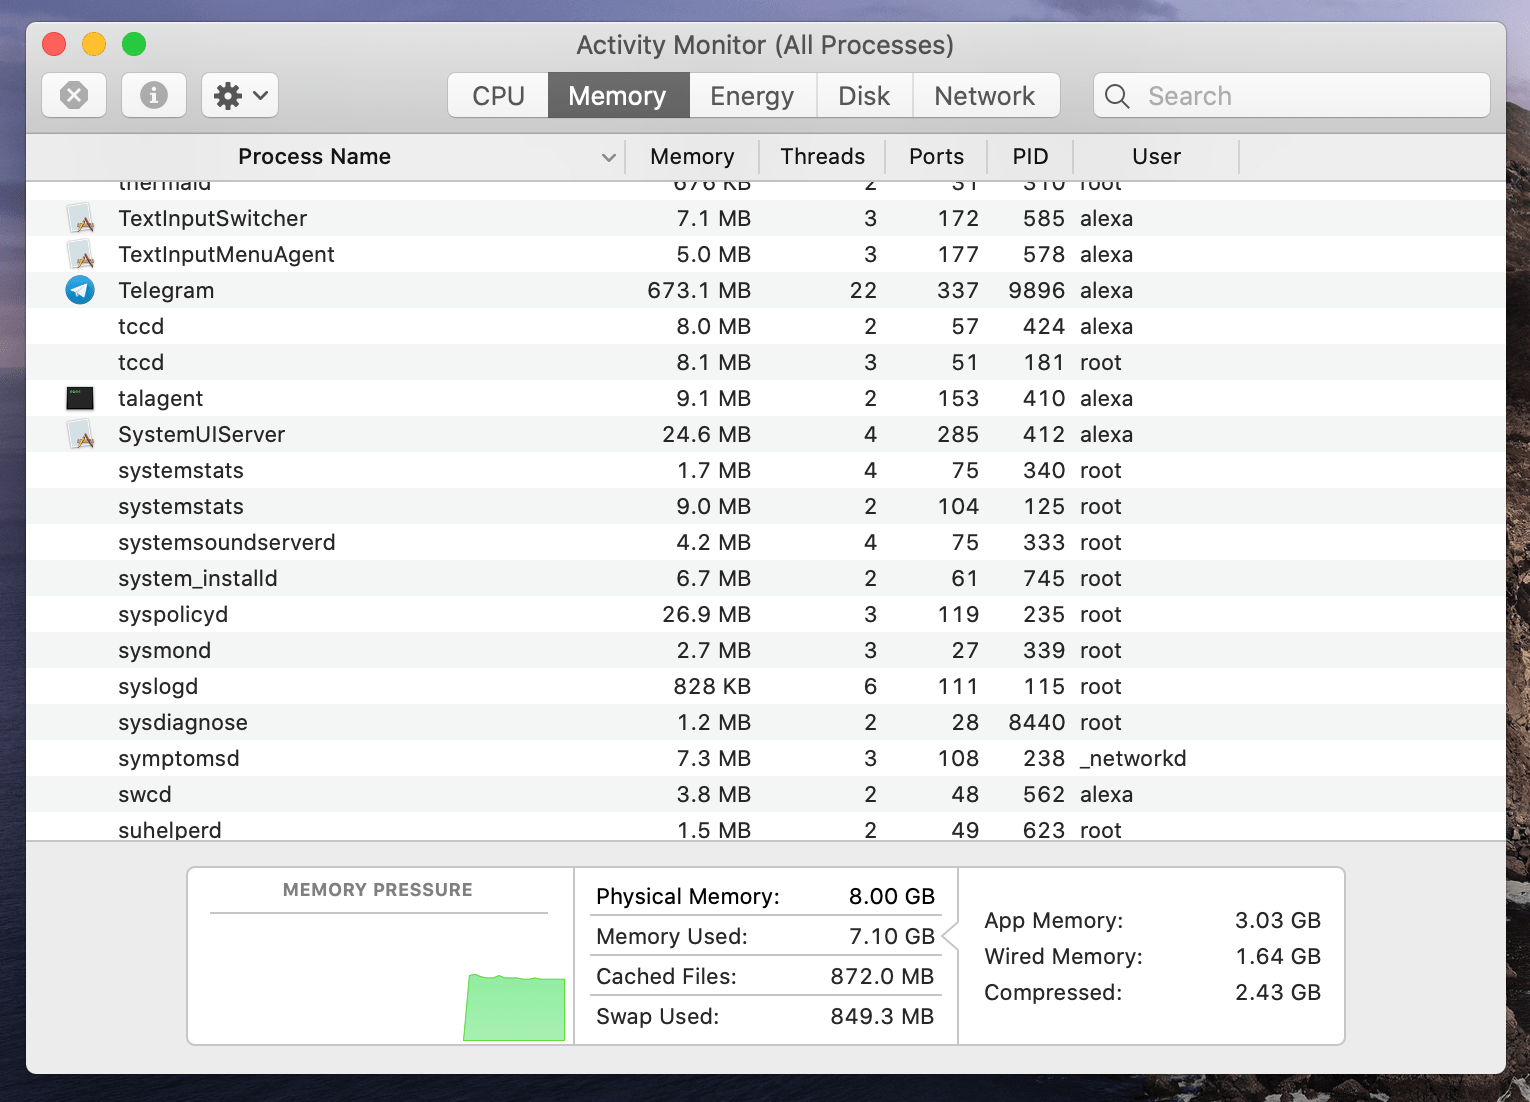 Activity Monitor (All Processes)
CPU Memory Energy Disk Network Search
Process Name Memory Threads Ports PID User
thermald 676 KB 2 31 310 root
TextInputSwitcher 7.1 MB 3 172 585 alexa
TextInputMenuAgent 5.0 MB 3 177 578 alexa
Telegram 673.1 MB 22 337 9896 alexa
tccd 8.0 MB 2 57 424 alexa
tccd 8.1 MB 3 51 181 root
talagent 9.1 MB 2 153 410 alexa
SystemUIServer 24.6 MB 4 285 412 alexa
systemstats 1.7 MB 4 75 340 root
systemstats 9.0 MB 2 104 125 root
systemsoundserverd 4.2 MB 4 75 333 root
system_installd 6.7 MB 2 61 745 root
syspolicyd 26.9 MB 3 119 235 root
sysmond 2.7 MB 3 27 339 root
syslogd 828 KB 6 111 115 root
sysdiagnose 1.2 MB 2 28 8440 root
symptomsd 7.3 MB 3 108 238 _networkd
swcd 3.8 MB 2 48 562 alexa
suhelperd 1.5 MB 2 49 623 root
MEMORY PRESSURE
Physical Memory: 8.00 GB
Memory Used: 7.10 GB
Cached Files: 872.0 MB
Swap Used: 849.3 MB
App Memory: 3.03 GB
Wired Memory: 1.64 GB
Compressed: 2.43 GB